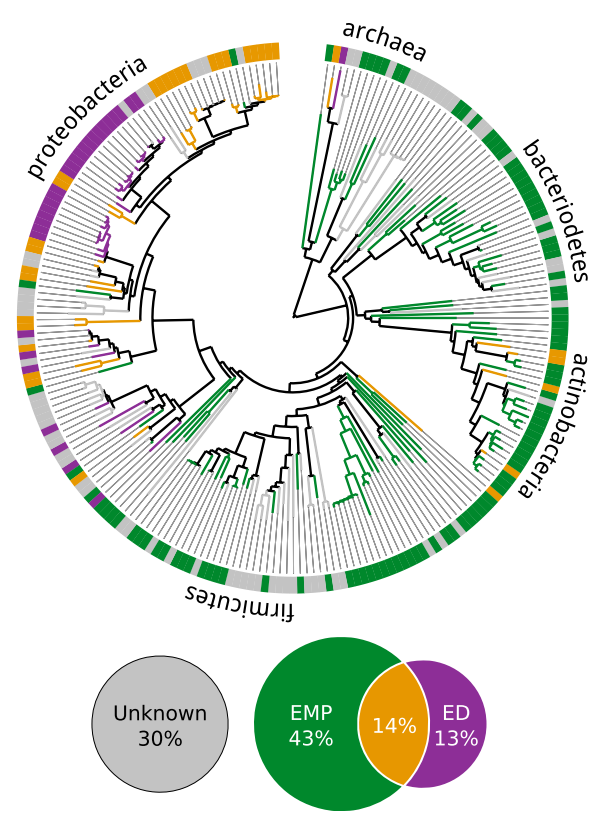 archaea
proteobacteria
bacteriodetes
actinobacteria
firmicutes
Unknown
30%
EMP
43%
14%
ED
13%